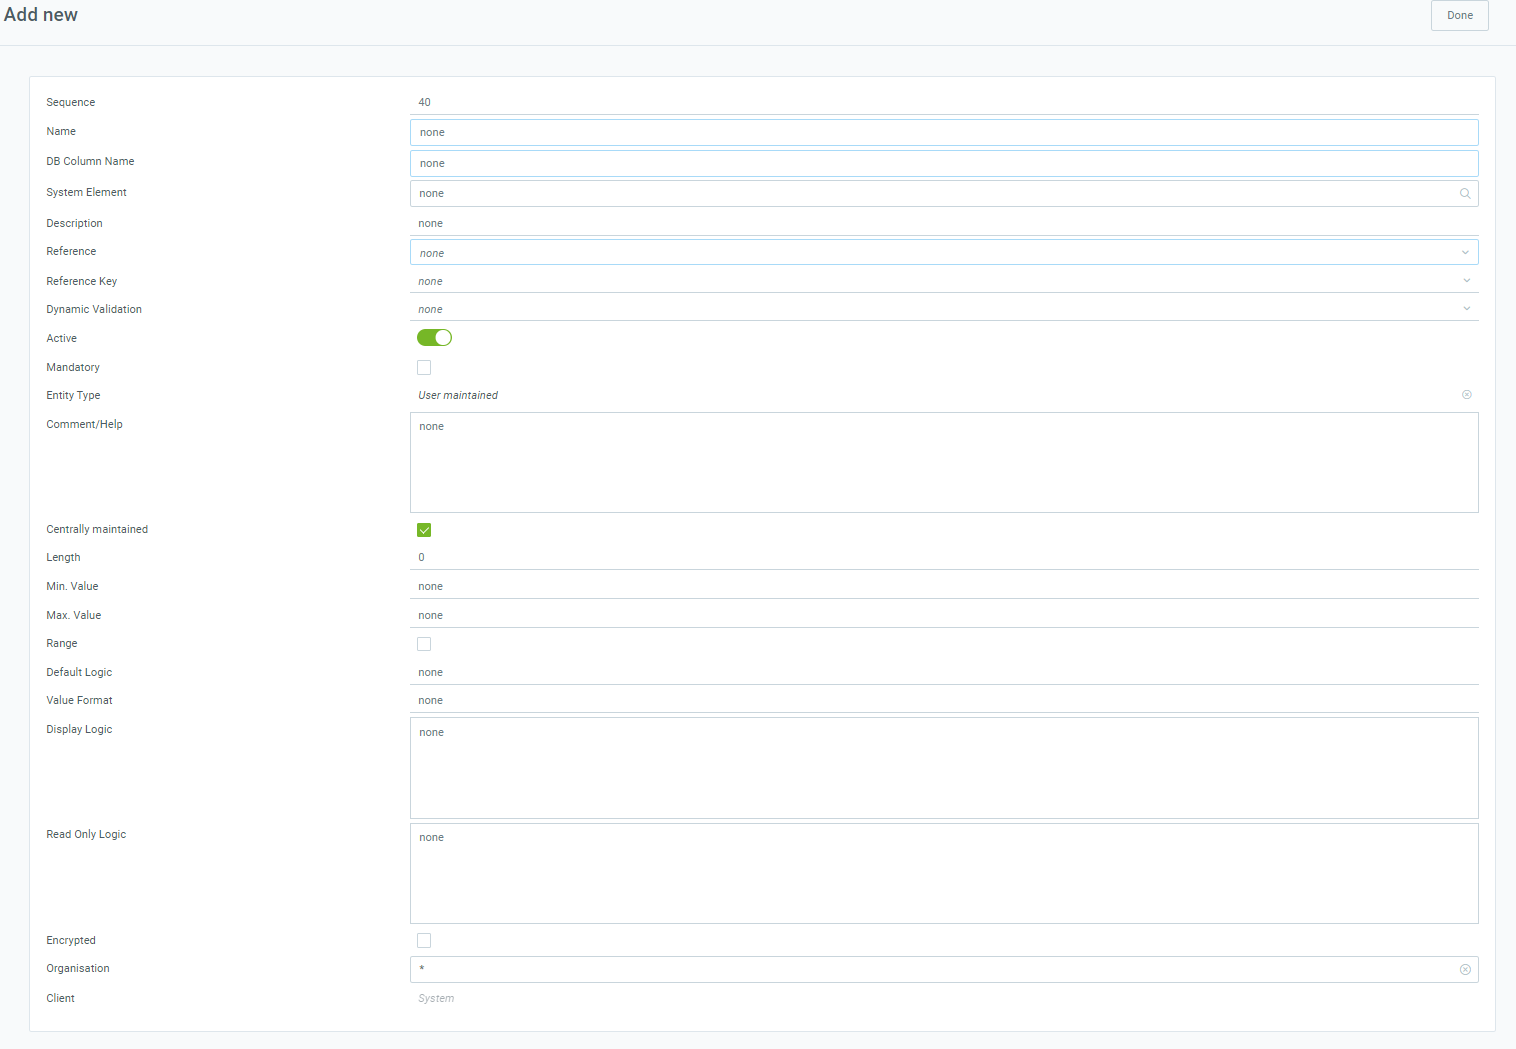 Add new
Done
Sequence 40
Name none
DB Column Name none
System Element none
Description none
Reference none
Reference Key none
Dynamic Validation none
Active
Mandatory
Entity Type User maintained
Comment/Help none
Centrally maintained
Length 0
Min. Value none
Max. Value none
Range
Default Logic none
Value Format none
Display Logic none
Read Only Logic none
Encrypted
Organisation *
Client System